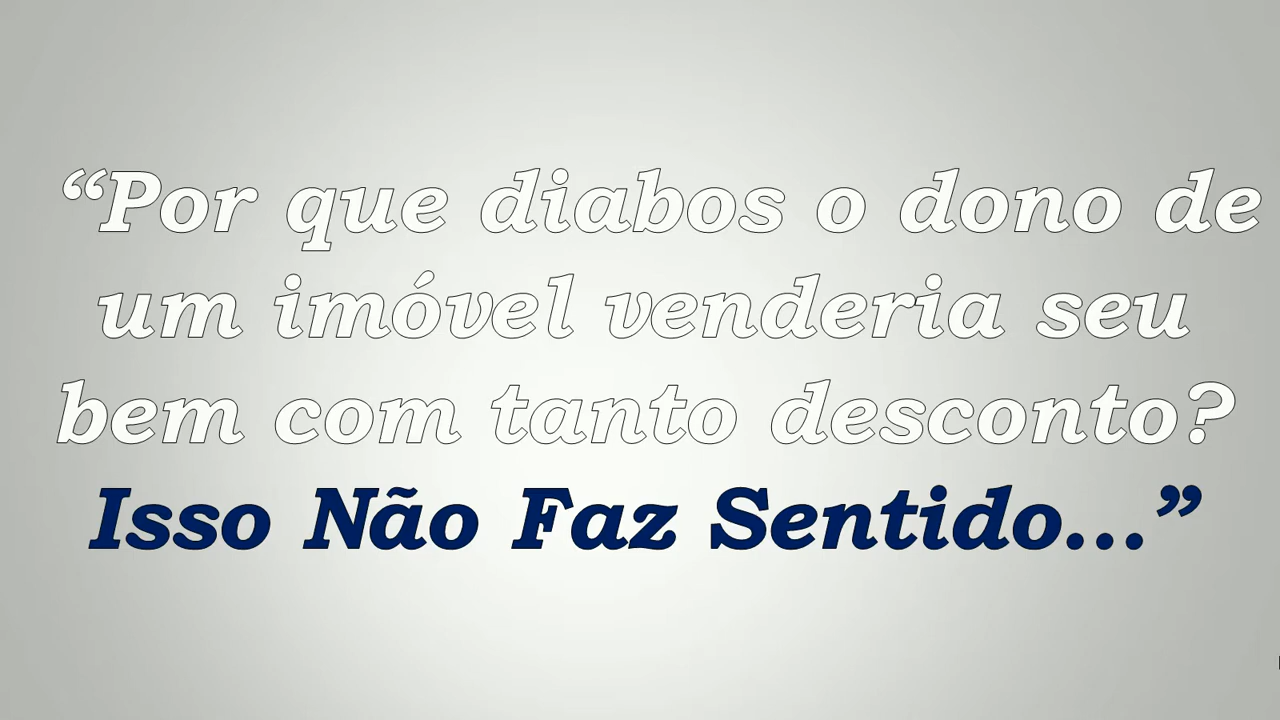 “Por que diabos o dono de
um imóvel venderia seu
bem com tanto desconto?
Isso Não Faz Sentido...”